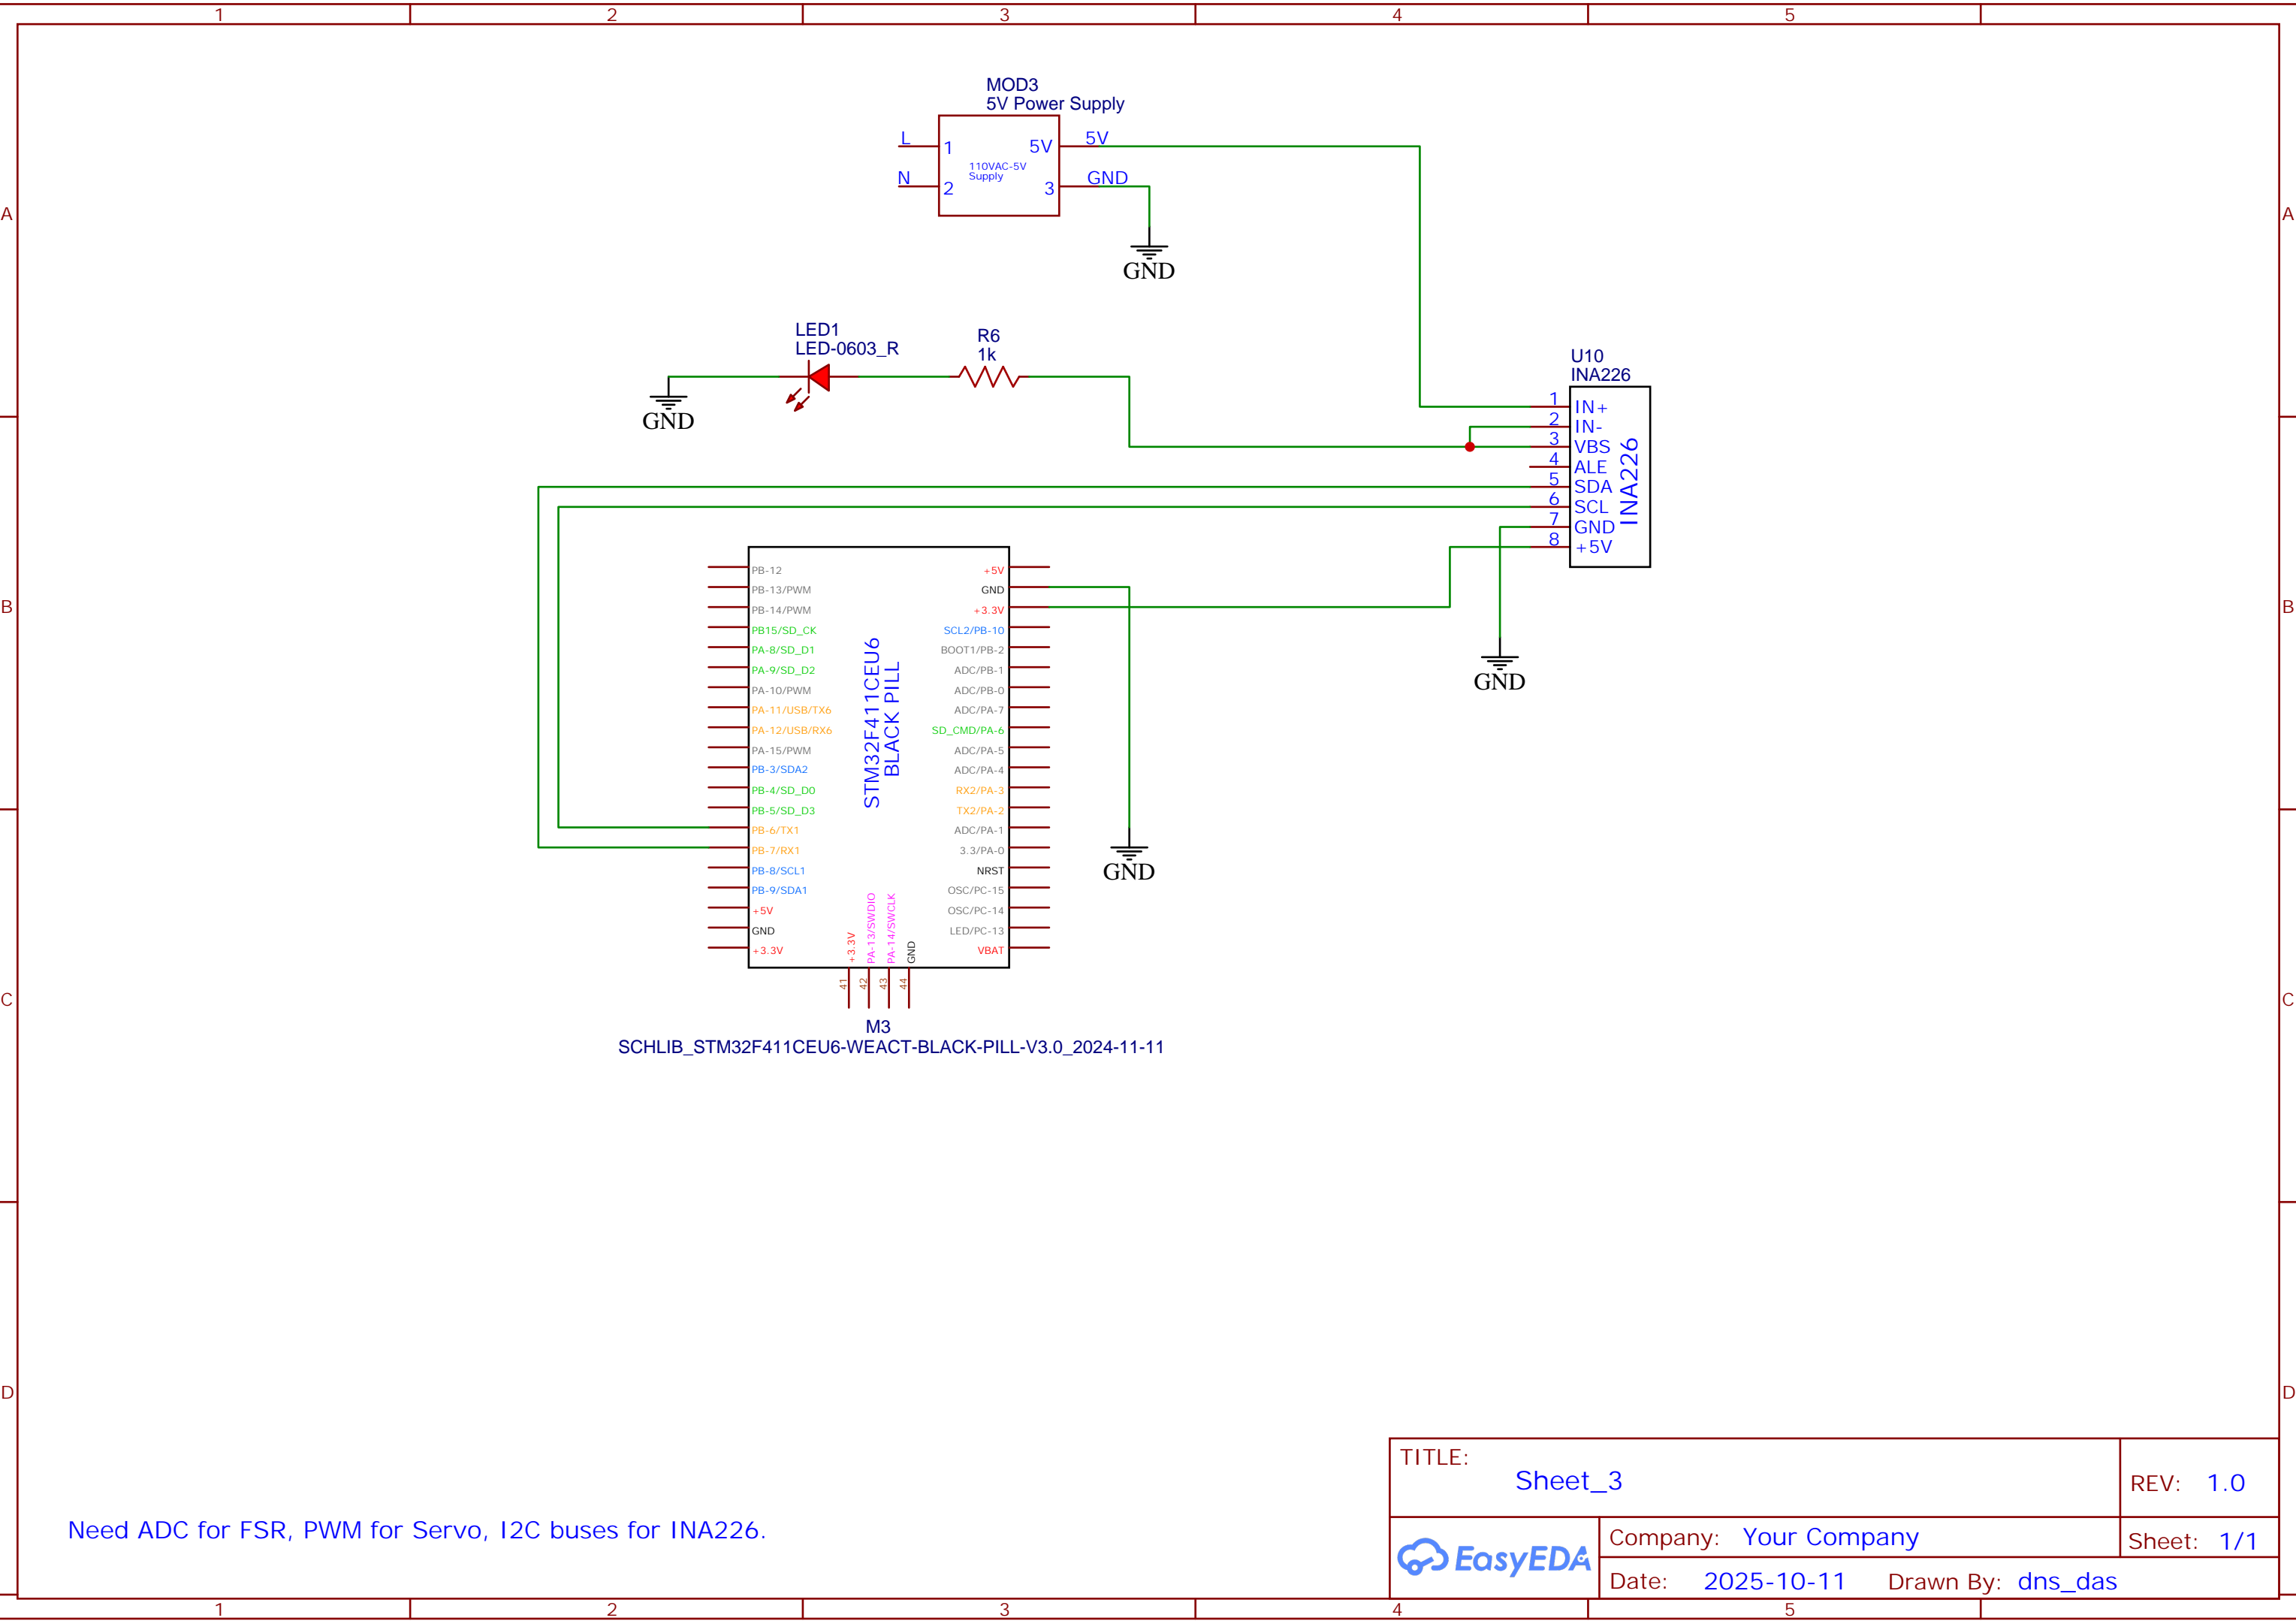 1 2 3 4 5
A A
B B
C C
D D
MOD3
5V Power Supply
L
N
1
2
110VAC-5V
Supply
5V
3
5V
GND
GND
LED1
LED-0603_R
R6
1k
GND
U10
INA226
1 IN+
2 IN-
3 VBS
4 ALE
5 SDA
6 SCL
7 GND
8 +5V
INA226
GND
PB-12
PB-13/PWM
PB-14/PWM
PB15/SD_CK
PA-8/SD_D1
PA-9/SD_D2
PA-10/PWM
PA-11/USB/TX6
PA-12/USB/RX6
PA-15/PWM
PB-3/SDA2
PB-4/SD_D0
PB-5/SD_D3
PB-6/TX1
PB-7/RX1
PB-8/SCL1
PB-9/SDA1
+5V
GND
+3.3V
STM32F411CEU6
BLACK PILL
+5V
GND
+3.3V
SCL2/PB-10
BOOT1/PB-2
ADC/PB-1
ADC/PB-0
ADC/PA-7
SD_CMD/PA-6
ADC/PA-5
ADC/PA-4
RX2/PA-3
TX2/PA-2
ADC/PA-1
3.3/PA-0
NRST
OSC/PC-15
OSC/PC-14
LED/PC-13
VBAT
+3.3V
PA-13/SWDIO
PA-14/SWCLK
GND
41
42
43
44
GND
M3
SCHLIB_STM32F411CEU6-WEACT-BLACK-PILL-V3.0_2024-11-11
Need ADC for FSR, PWM for Servo, I2C buses for INA226.
TITLE:
Sheet_3
REV: 1.0
EasyEDA
Company: Your Company
Sheet: 1/1
Date: 2025-10-11 Drawn By: dns_das
1 2 3 4 5